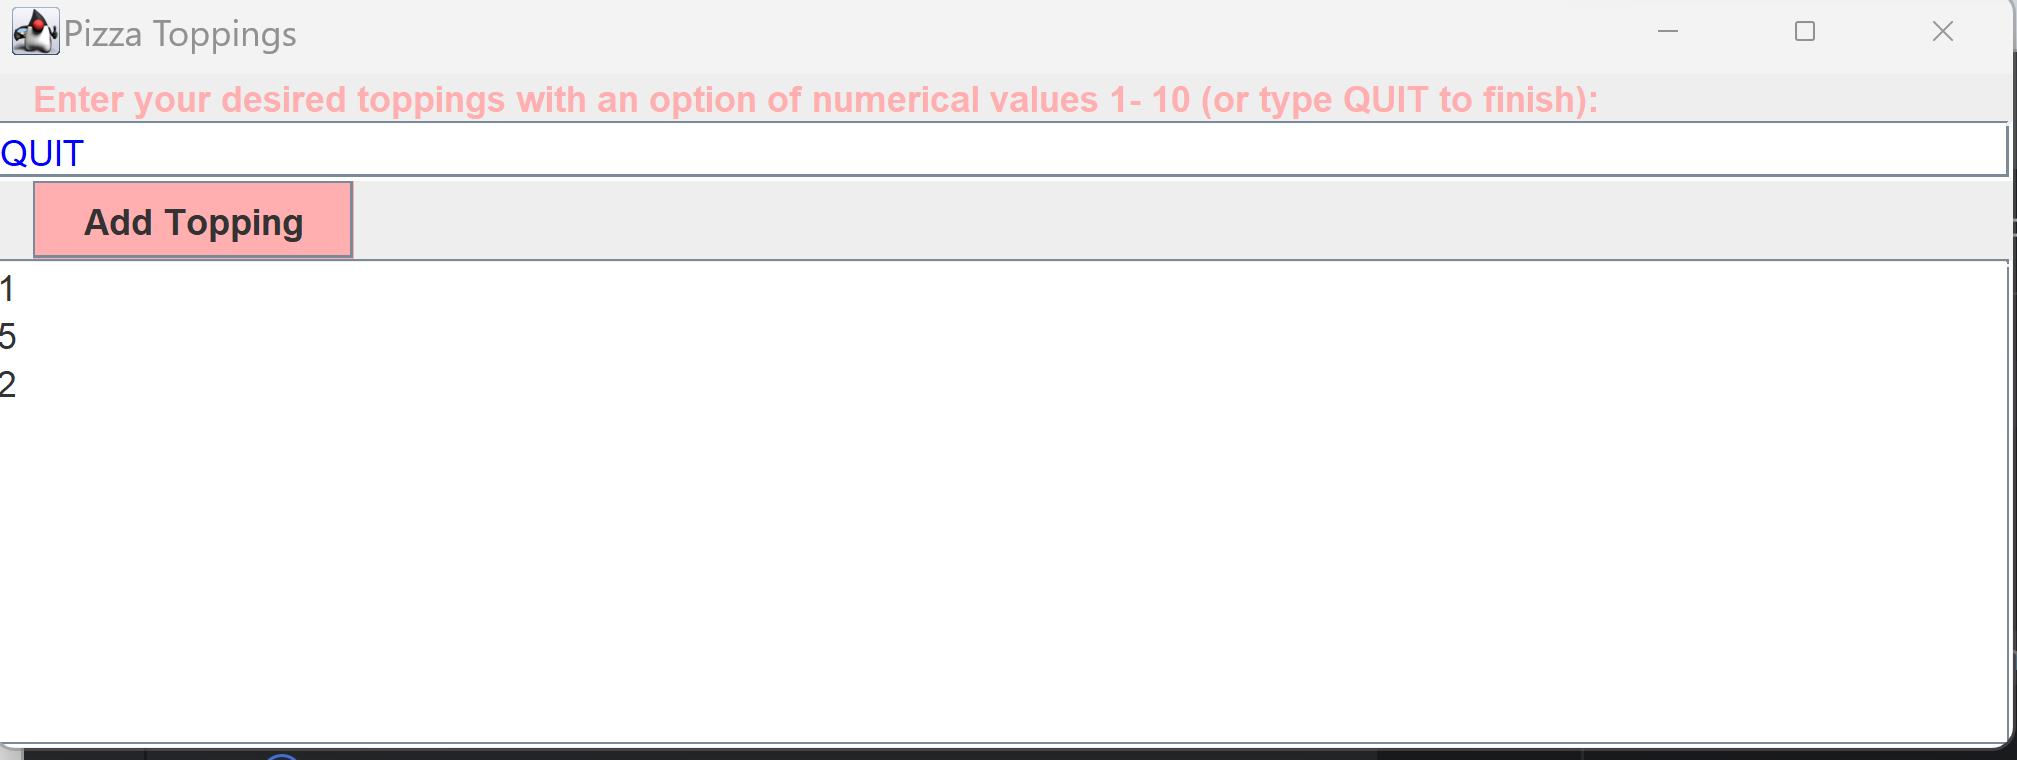 Pizza Toppings
Enter your desired toppings with an option of numerical values 1- 10 (or type QUIT to finish):
QUIT
Add Topping
1
5
2